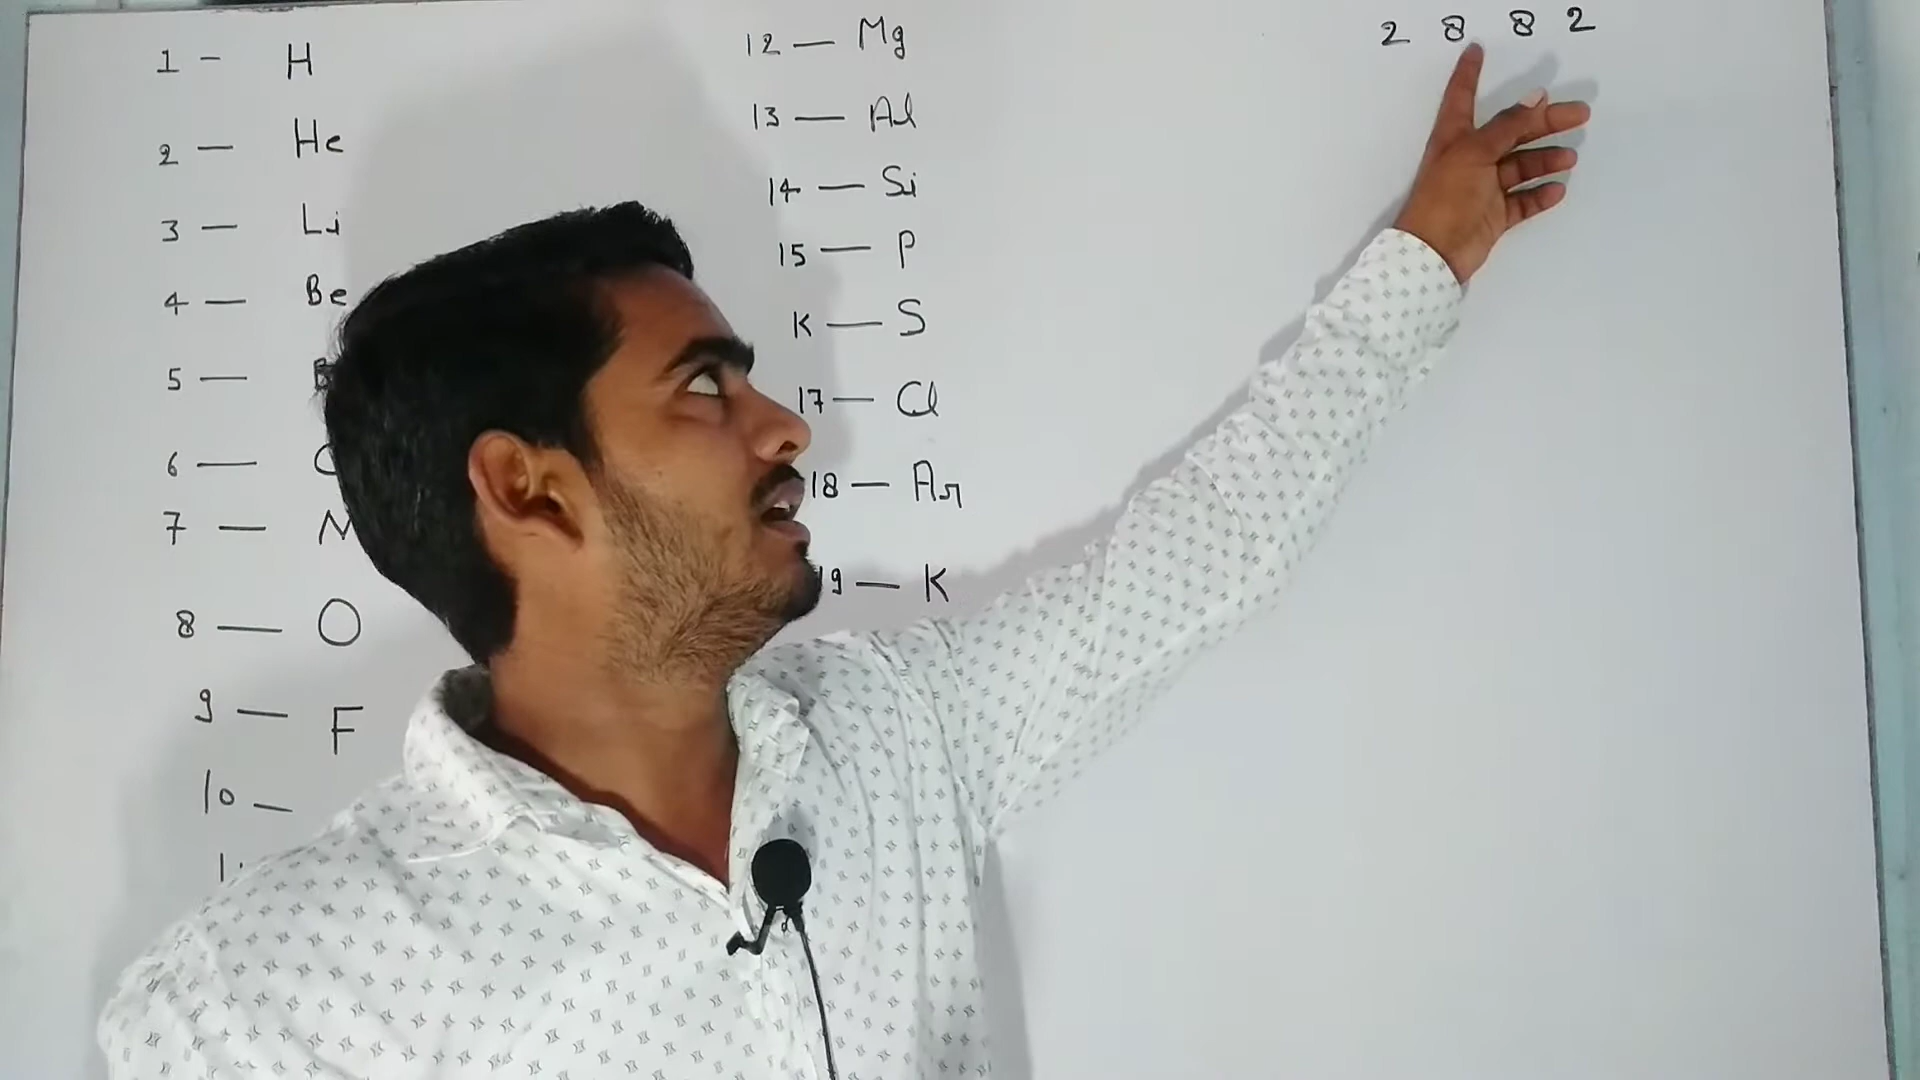 1 - H
2 — He
3 — Li
4 — Be
5 —
6 — C
7 — N
8 — O
9 — F
10 —
12 — Mg
13 — Al
14 — Si
15 — P
K — S
17 — Cl
18 — Ar
19 — K
2 8 8 2